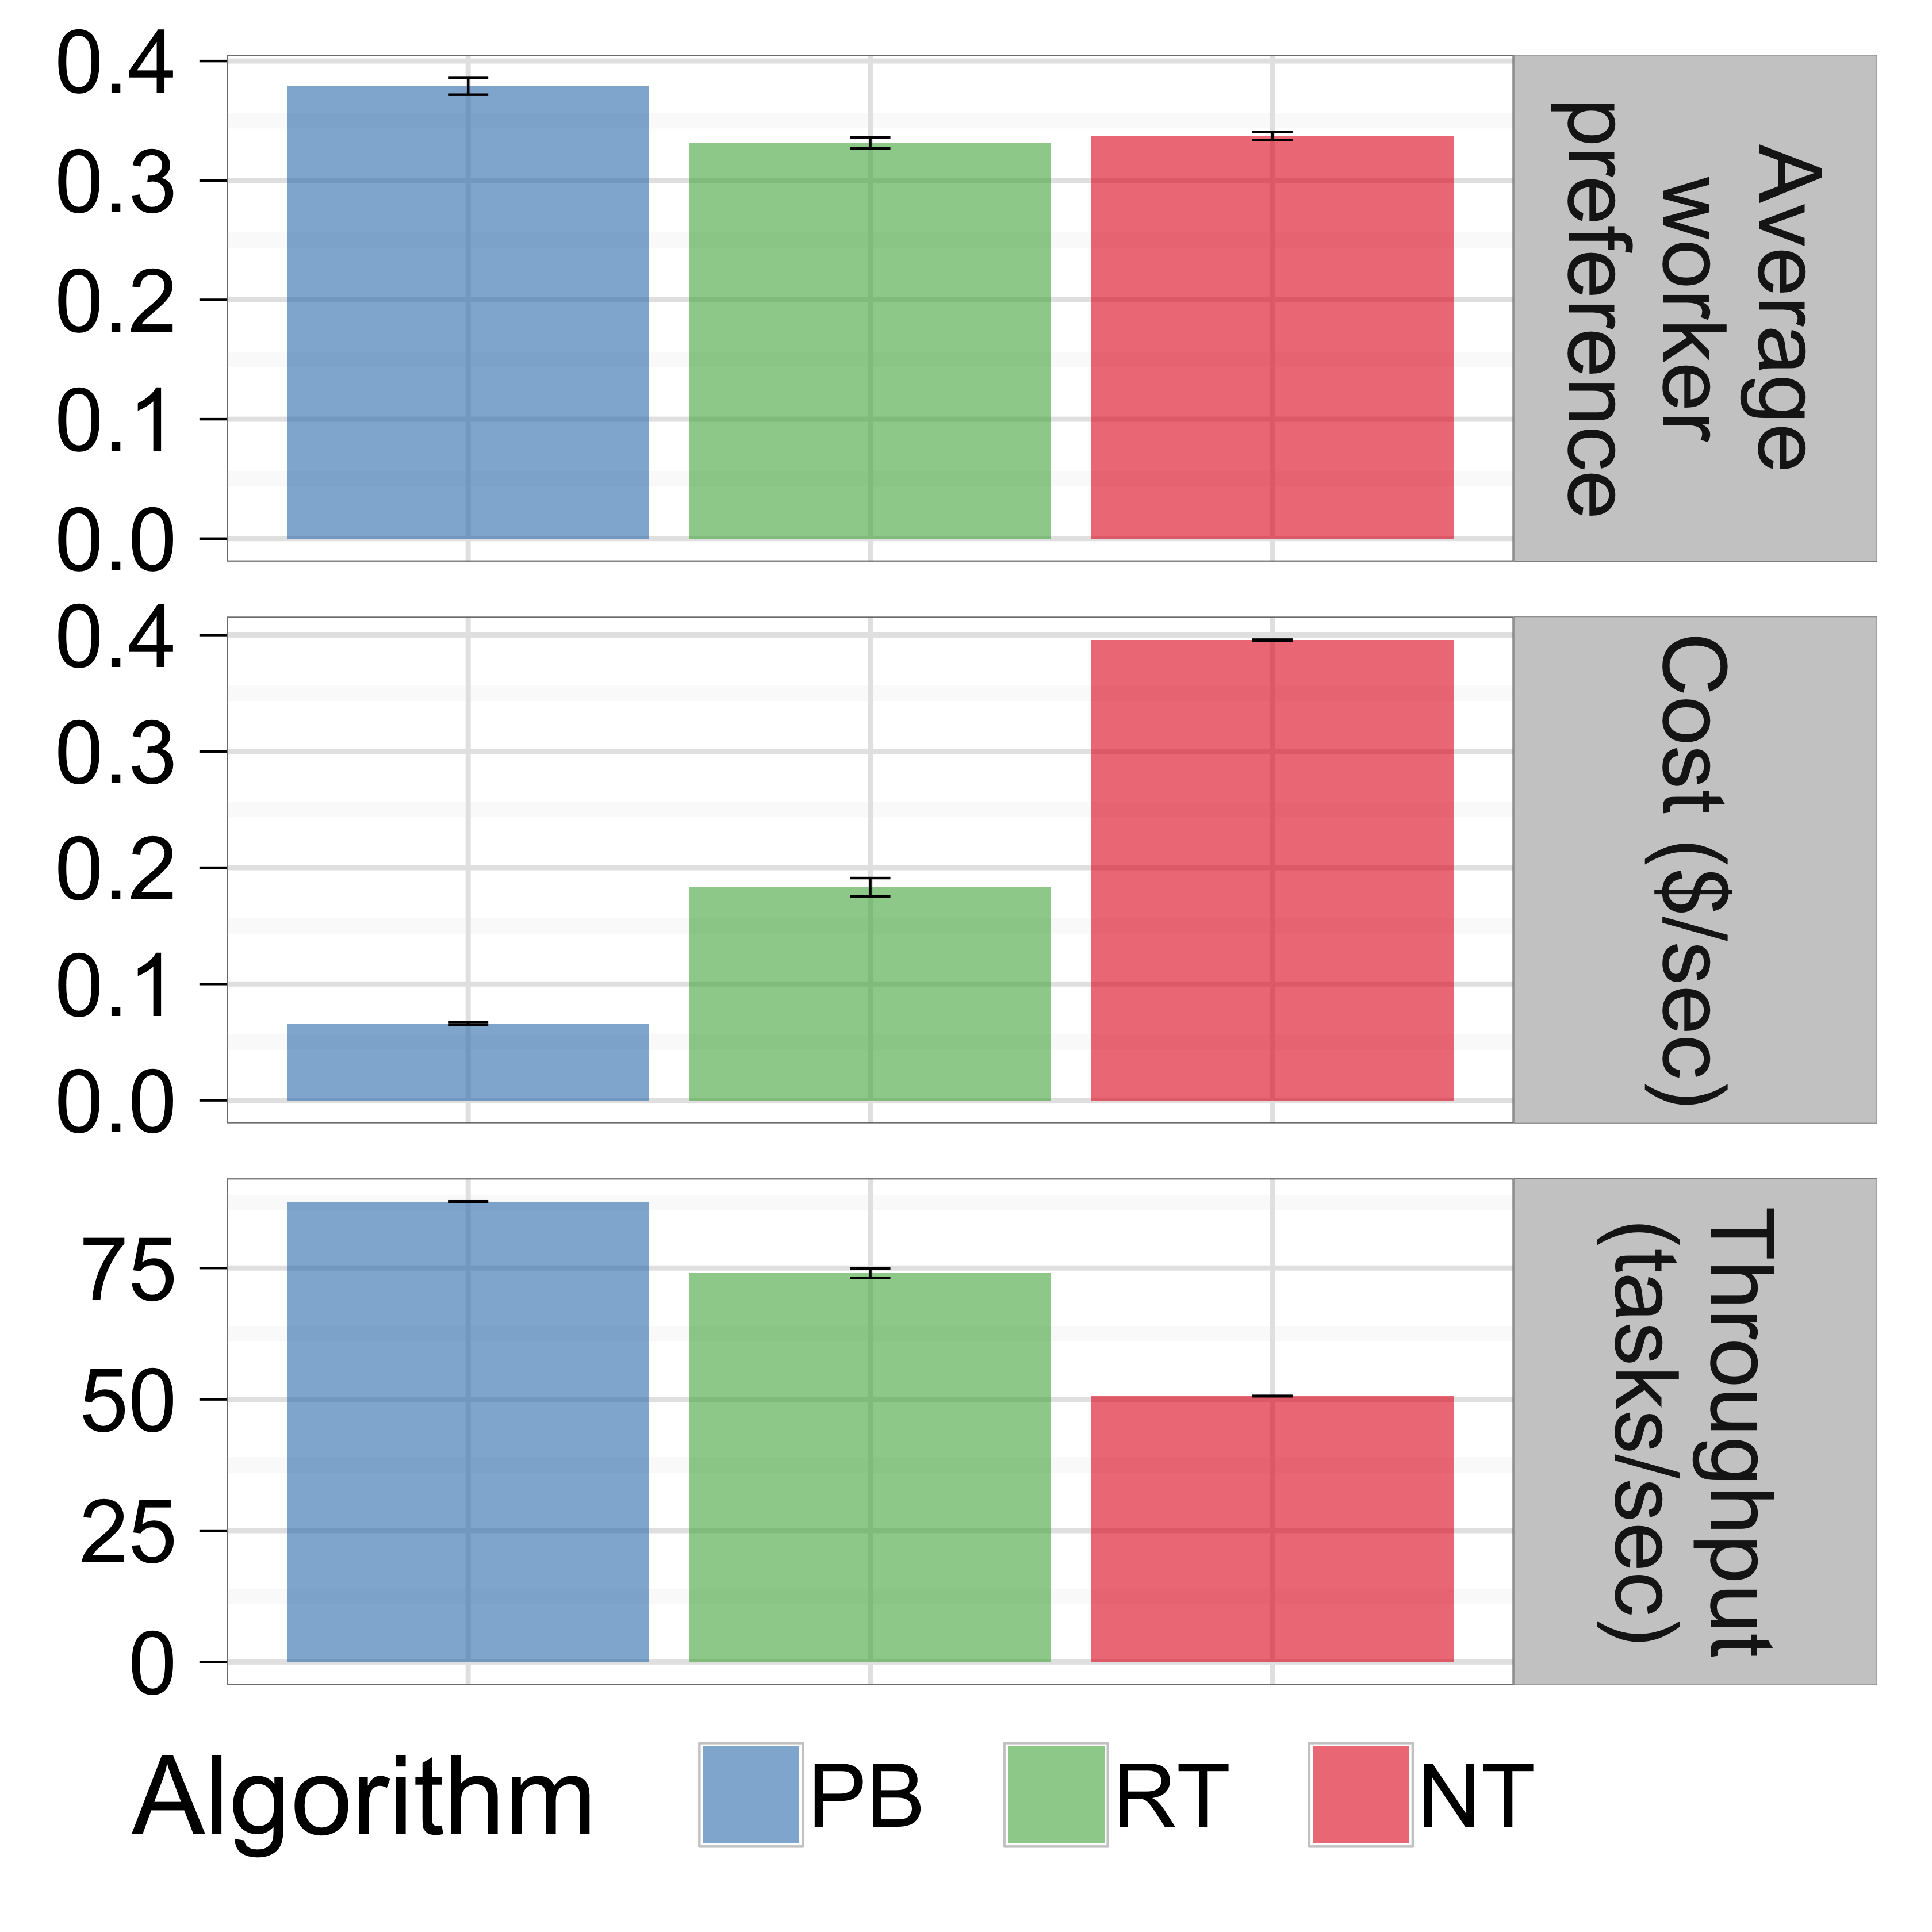 0.4
0.3
0.2
0.1
0.0
Average
worker
preference
0.4
0.3
0.2
0.1
0.0
Cost ($/sec)
75
50
25
0
Throughput
(tasks/sec)
Algorithm PB RT NT